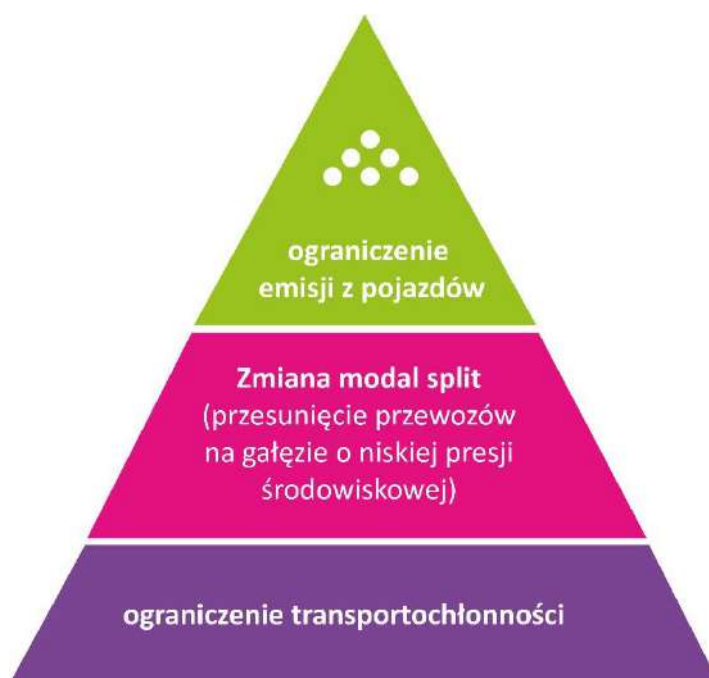 ograniczenie
emisji z pojazdów
Zmiana modal split
(przesunięcie przewozów
na gałęzie o niskiej presji
środowiskowej)
ograniczenie transportochłonności